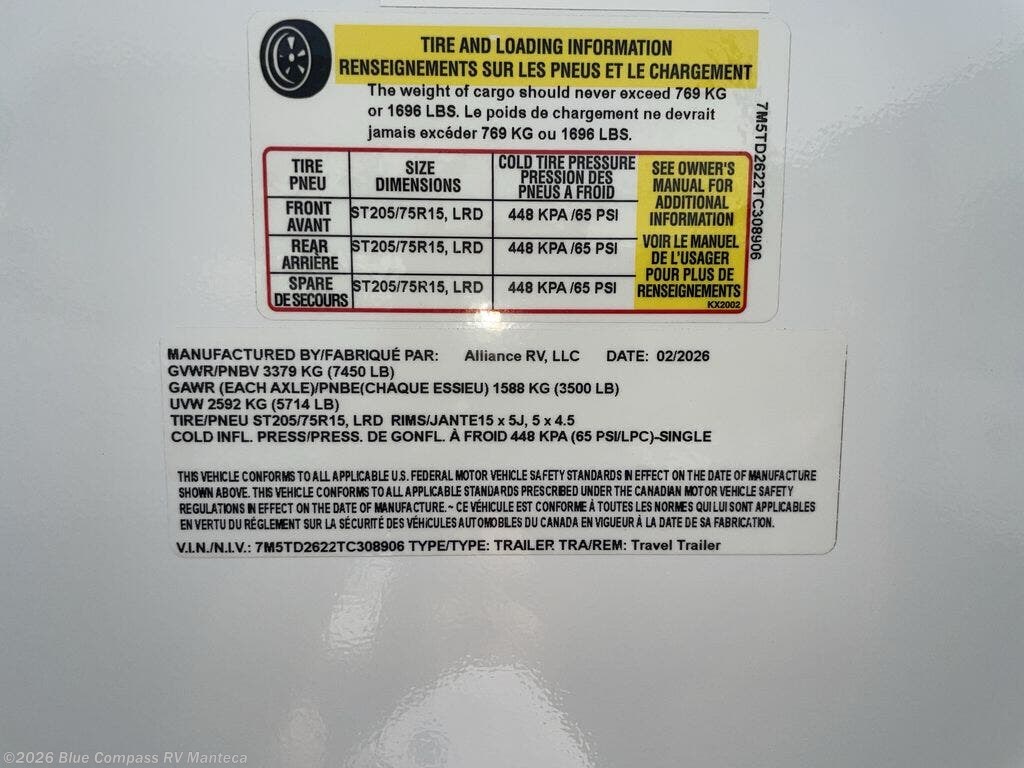 TIRE AND LOADING INFORMATION
RENSEIGNEMENTS SUR LES PNEUS ET LE CHARGEMENT
The weight of cargo should never exceed 769 KG
or 1696 LBS. Le poids de chargement ne devrait
jamais excéder 769 KG ou 1696 LBS.
TIRE
PNEU
SIZE
DIMENSIONS
COLD TIRE PRESSURE
PRESSION DES
PNEUS A FROID
FRONT
AVANT
ST205/75R15, LRD
448 KPA /65 PSI
REAR
ARRIÈRE
ST205/75R15, LRD
448 KPA /65 PSI
SPARE
DE SECOURS
ST205/75R15, LRD
448 KPA /65 PSI
SEE OWNER'S
MANUAL FOR
ADDITIONAL
INFORMATION
VOIR LE MANUEL
DE L'USAGER
POUR PLUS DE
RENSEIGNEMENTS
KX2002
7M5TD2622TC308906
MANUFACTURED BY/FABRIQUÉ PAR: Alliance RV, LLC DATE: 02/2026
GVWR/PNBV 3379 KG (7450 LB)
GAWR (EACH AXLE)/PNBE(CHAQUE ESSIEU) 1588 KG (3500 LB)
UVW 2592 KG (5714 LB)
TIRE/PNEU ST205/75R15, LRD RIMS/JANTE15 x 5J, 5 x 4.5
COLD INFL. PRESS/PRESS. DE GONFL. À FROID 448 KPA (65 PSI/LPC)-SINGLE
THIS VEHICLE CONFORMS TO ALL APPLICABLE U.S. FEDERAL MOTOR VEHICLE SAFETY STANDARDS IN EFFECT ON THE DATE OF MANUFACTURE
SHOWN ABOVE. THIS VEHICLE CONFORMS TO ALL APPLICABLE STANDARDS PRESCRIBED UNDER THE CANADIAN MOTOR VEHICLE SAFETY
REGULATIONS IN EFFECT ON THE DATE OF MANUFACTURE. ~ CE VÉHICULE EST CONFORME À TOUTES LES NORMES QUI LUI SONT APPLICABLES
EN VERTU DU RÉGLEMENT SUR LA SÉCURITÉ DES VÉHICULES AUTOMOBILES DU CANADA EN VIGUEUR À LA DATE DE SA FABRICATION.
V.I.N./N.I.V.: 7M5TD2622TC308906 TYPE/TYPE: TRAILER TRA/REM: Travel Trailer
©2026 Blue Compass RV Manteca